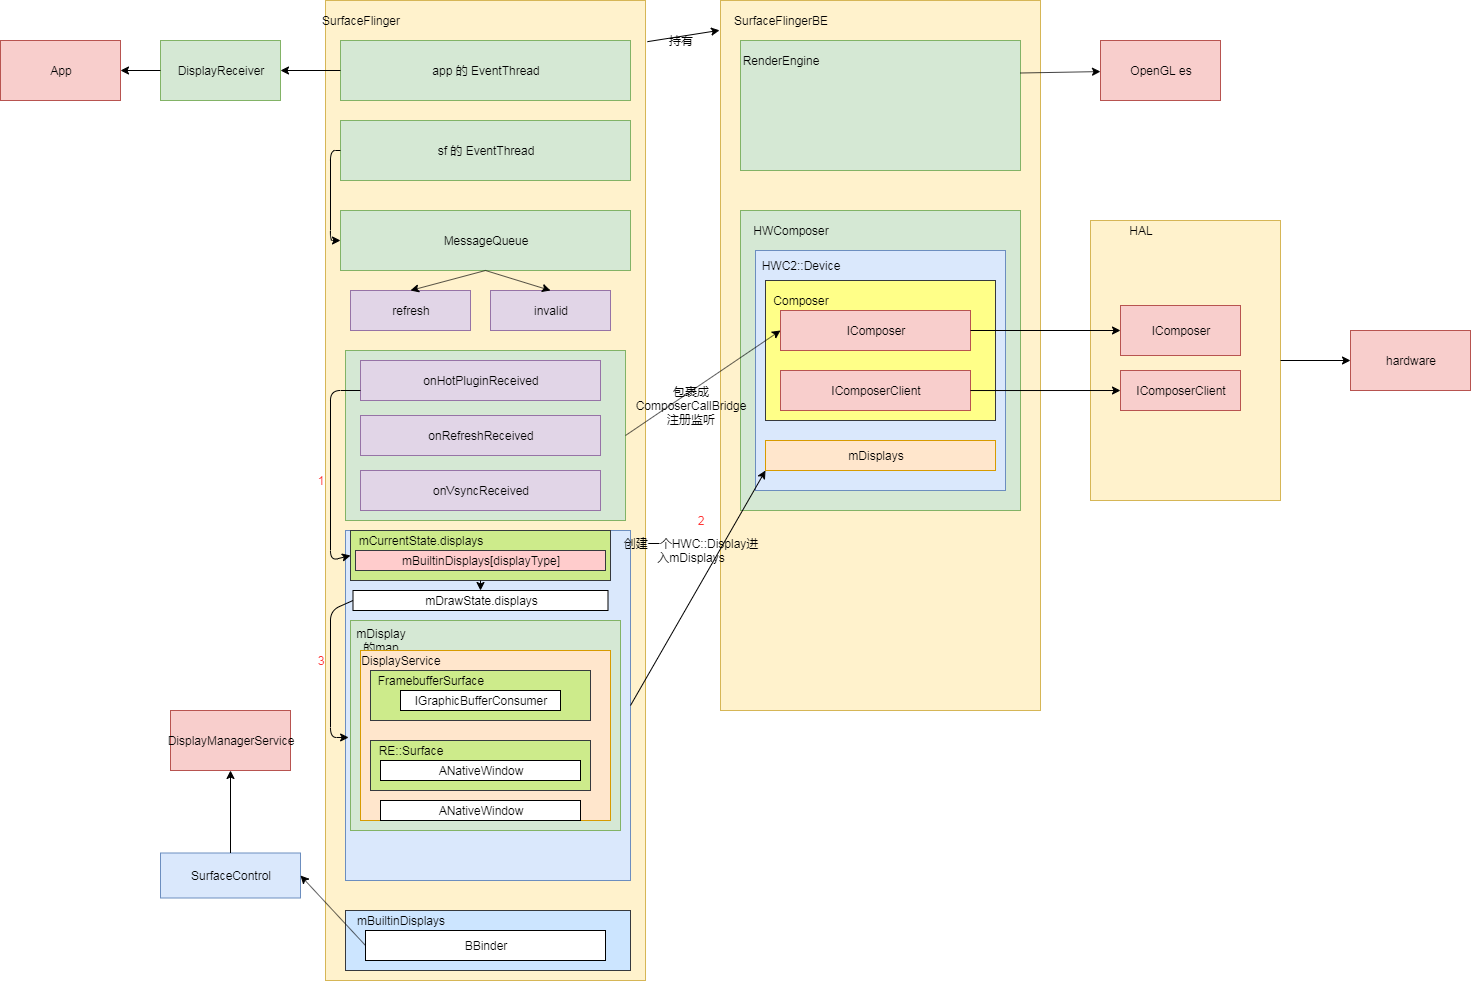 SurfaceFlinger
SurfaceFlingerBE
持有
App
DisplayReceiver
app 的 EventThread
RenderEngine
OpenGL es
sf 的 EventThread
MessageQueue
HWComposer
HAL
HWC2::Device
Composer
refresh
invalid
IComposer
IComposer
hardware
onHotPluginReceived
包裹成
ComposerCallBridge
注册监听
IComposerClient
IComposerClient
onRefreshReceived
mDisplays
onVsyncReceived
1
2
mCurrentState.displays
创建一个HWC::Display进
入mDisplays
mBuiltinDisplays[displayType]
mDrawState.displays
mDisplay
的map
3
DisplayService
FramebufferSurface
IGraphicBufferConsumer
DisplayManagerService
RE::Surface
ANativeWindow
ANativeWindow
SurfaceControl
mBuiltinDisplays
BBinder